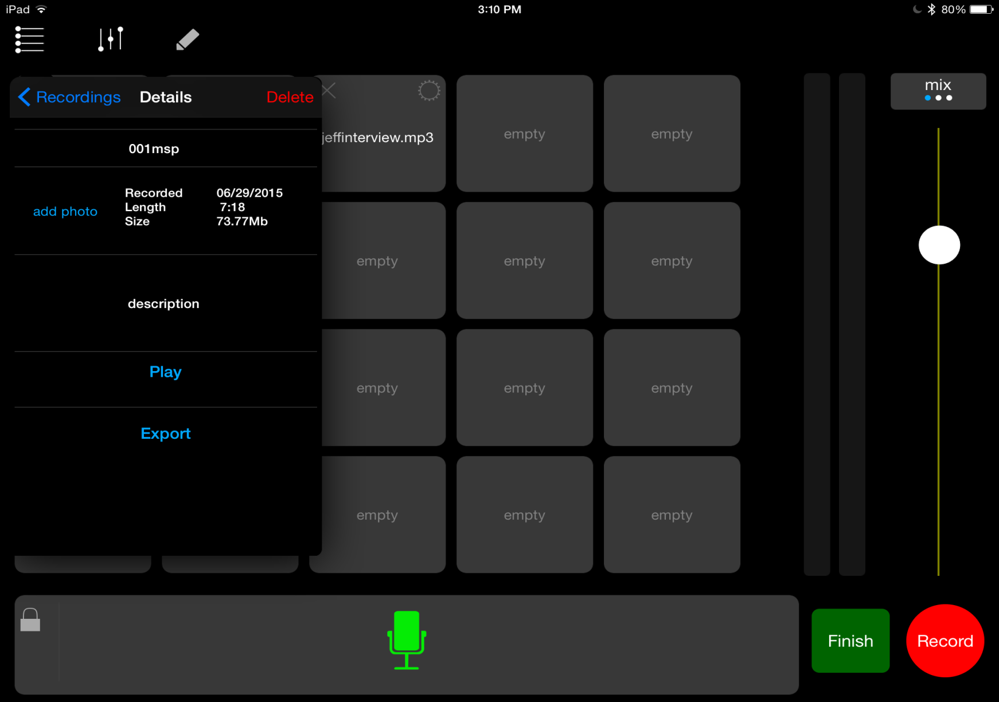 iPad
3:10 PM
80%
Recordings
Details
Delete
001msp
add photo
Recorded 06/29/2015
Length 7:18
Size 73.77Mb
description
Play
Export
jeffinterview.mp3
empty
empty
empty
empty
empty
empty
empty
empty
empty
empty
empty
mix
Finish
Record